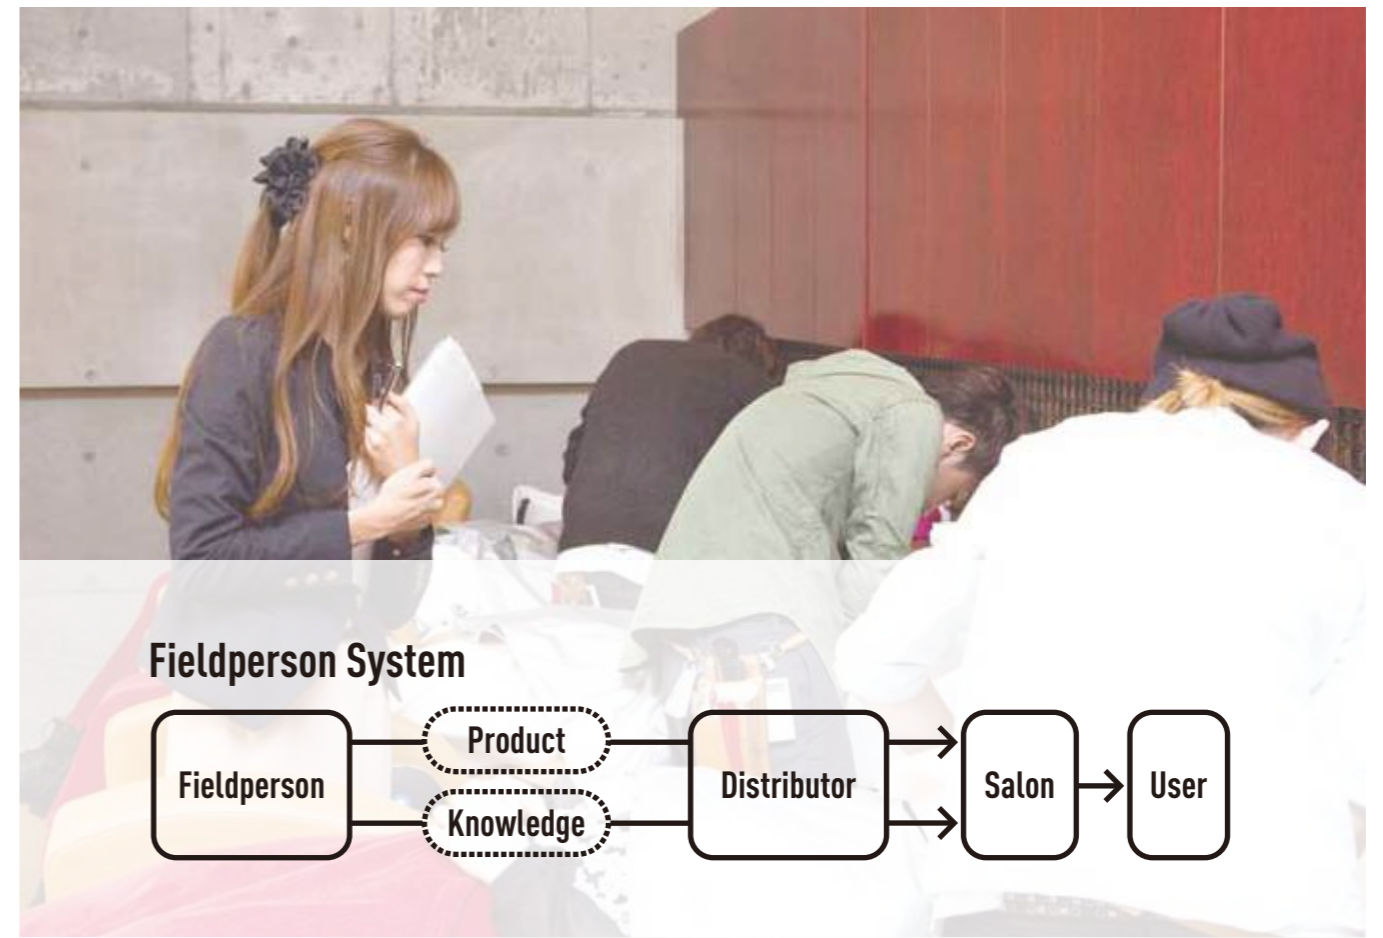 Fieldperson System
Fieldperson
Product
Knowledge
Distributor
Salon
User